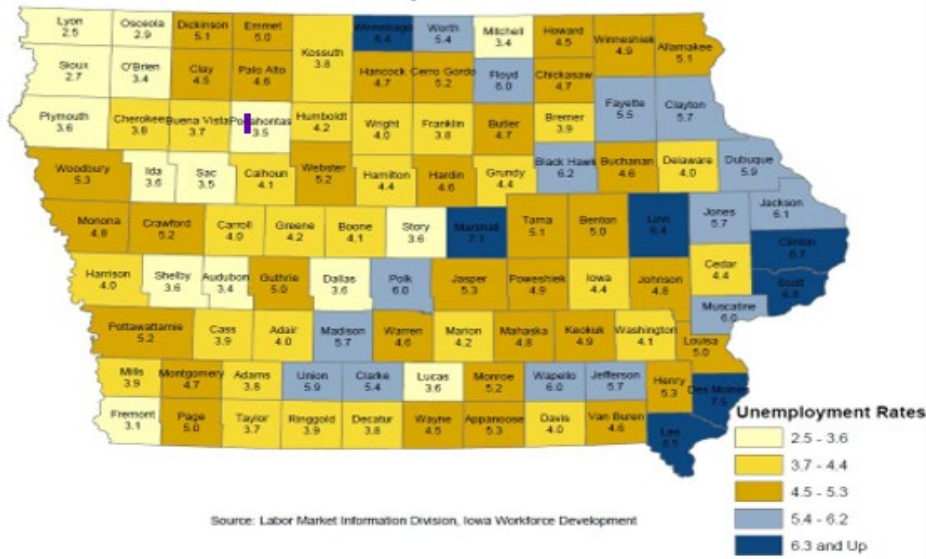 Lyon
2.5
Osceola
2.9
Dickinson
5.1
Emmet
5.0
Kossuth
3.8
Winnebago
6.4
Worth
5.4
Mitchell
3.4
Howard
4.5
Winneshiek
4.9
Allamakee
5.1
Sioux
2.7
O'Brien
3.4
Clay
4.5
Palo Alto
4.6
Hancock
4.7
Cerro Gordo
5.2
Floyd
6.0
Chickasaw
4.7
Fayette
5.5
Clayton
5.7
Plymouth
3.6
Cherokee
3.8
Buena Vista
3.7
Pocahontas
3.5
Humboldt
4.2
Wright
4.0
Franklin
3.8
Butler
4.7
Bremer
3.9
Woodbury
5.3
Ida
3.6
Sac
3.5
Calhoun
4.1
Webster
5.2
Hamilton
4.4
Hardin
4.6
Grundy
4.4
Black Hawk
6.2
Buchanan
4.6
Delaware
4.0
Dubuque
5.9
Monona
4.8
Crawford
5.2
Carroll
4.0
Greene
4.2
Boone
4.1
Story
3.6
Marshall
7.1
Tama
5.1
Benton
5.0
Linn
6.4
Jones
5.7
Jackson
6.1
Clinton
6.7
Harrison
4.0
Shelby
3.6
Audubon
3.4
Guthrie
5.0
Dallas
3.6
Polk
6.0
Jasper
5.3
Poweshiek
4.9
Iowa
4.4
Johnson
4.8
Cedar
4.4
Scott
Muscatine
6.0
Pottawattamie
5.2
Cass
3.9
Adair
4.0
Madison
5.7
Warren
4.6
Marion
4.2
Mahaska
4.8
Keokuk
4.9
Washington
4.1
Louisa
5.0
Mills
3.9
Montgomery
4.7
Adams
3.8
Union
5.9
Clarke
5.4
Lucas
3.6
Monroe
5.2
Wapello
6.0
Jefferson
5.7
Henry
5.3
Des Moines
7.5
Fremont
3.1
Page
5.0
Taylor
3.7
Ringgold
3.9
Decatur
3.8
Wayne
4.5
Appanoose
5.3
Davis
4.0
Van Buren
4.6
Lee
Unemployment Rates
2.5 - 3.6
3.7 - 4.4
4.5 - 5.3
5.4 - 6.2
6.3 and Up
Source: Labor Market Information Division, Iowa Workforce Development